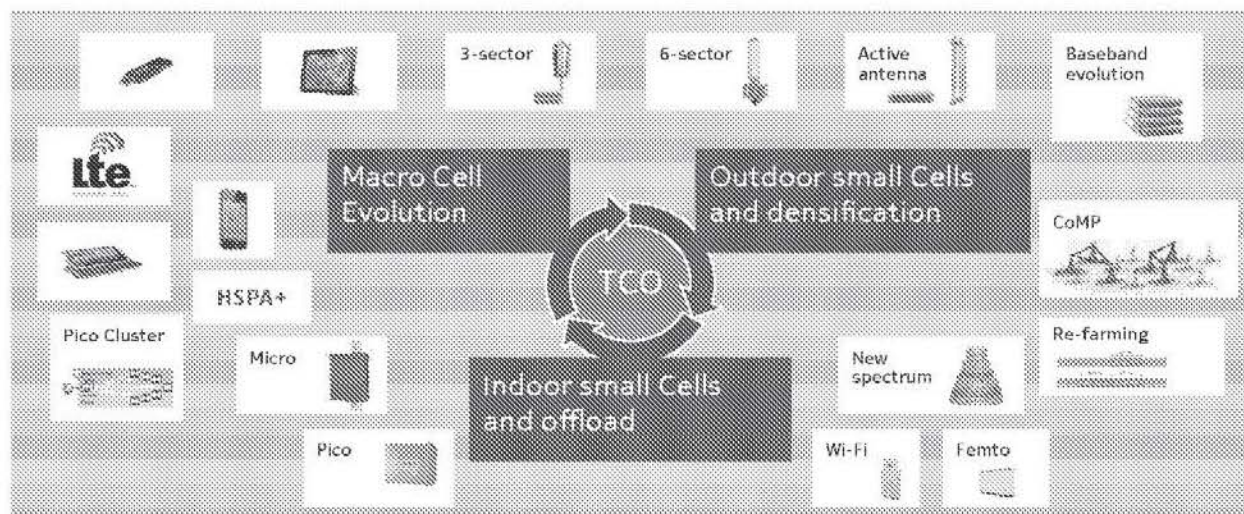 3-sector
6-sector
Active
antenna
Baseband
evolution
Lte
Macro Cell
Evolution
Outdoor small Cells
and densification
TCO
CoMP
HSPA+
Pico Cluster
Micro
Indoor small Cells
and offload
New
spectrum
Re-farming
Pico
Wi-Fi
Femto